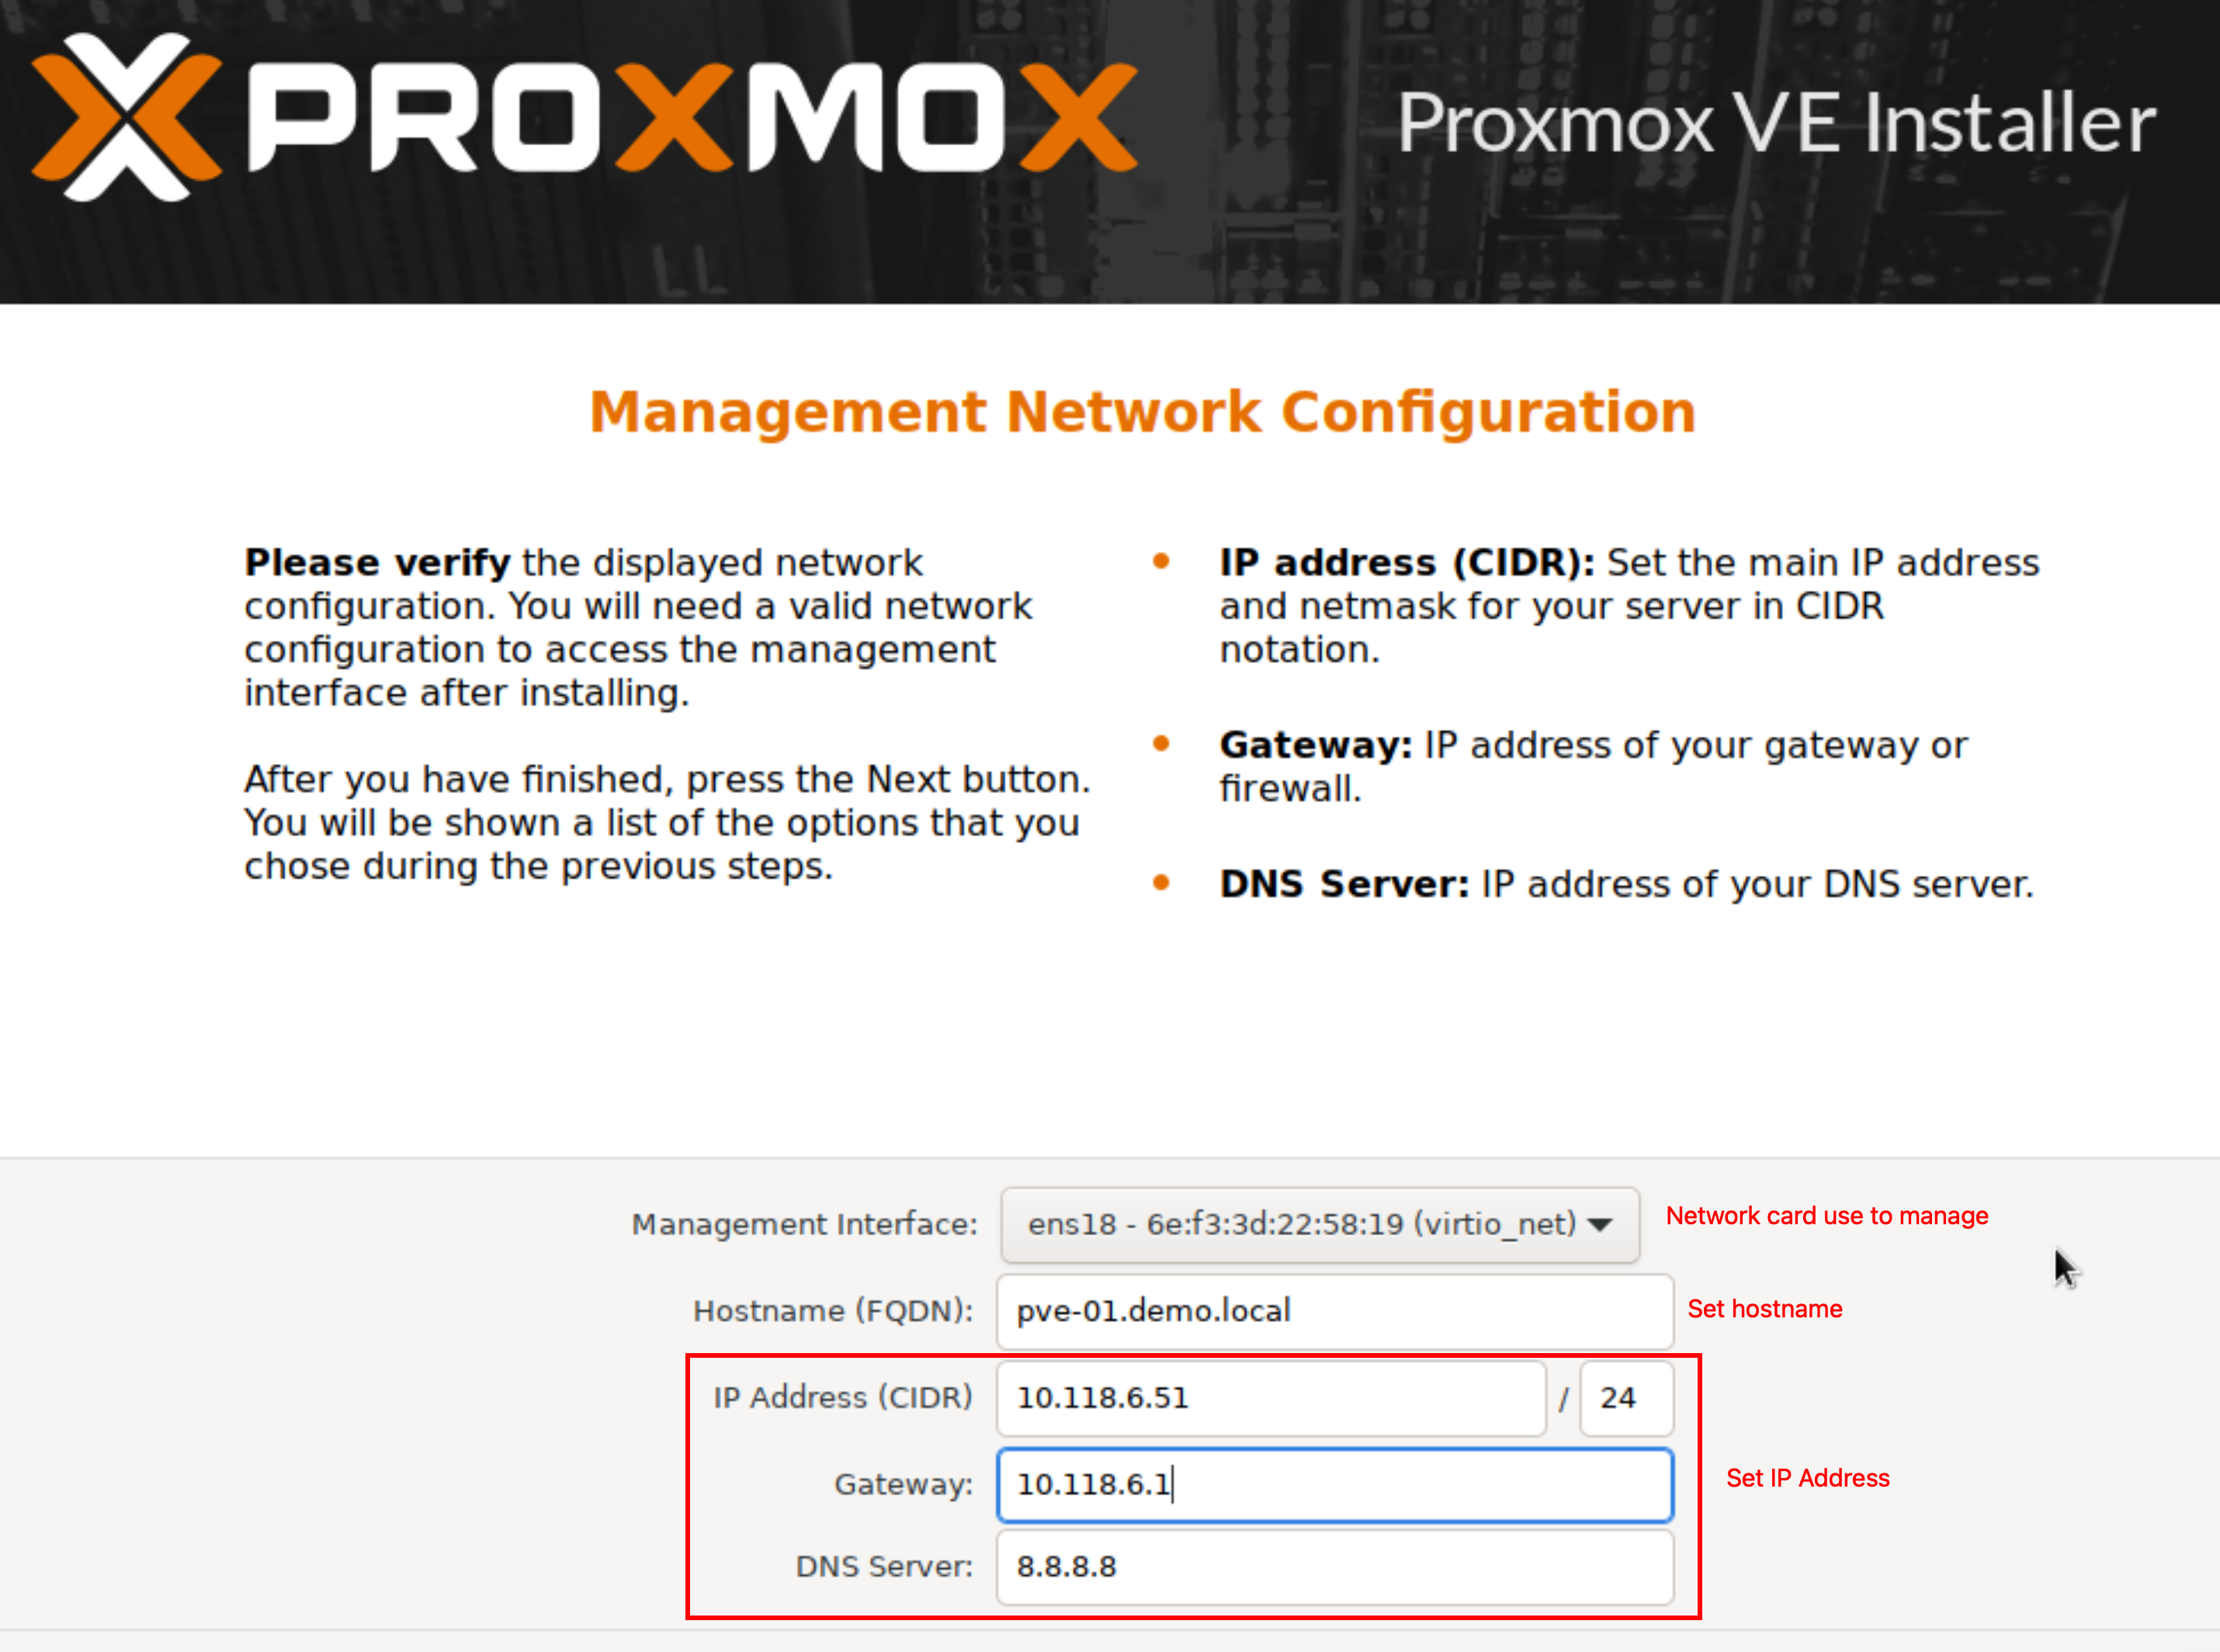 PROXMOX
Proxmox VE Installer
Management Network Configuration
Please verify the displayed network
configuration. You will need a valid network
configuration to access the management
interface after installing.
After you have finished, press the Next button.
You will be shown a list of the options that you
chose during the previous steps.
IP address (CIDR): Set the main IP address
and netmask for your server in CIDR
notation.
Gateway: IP address of your gateway or
firewall.
DNS Server: IP address of your DNS server.
Management Interface: ens18 - 6e:f3:3d:22:58:19 (virtio_net) Network card use to manage
Hostname (FQDN): pve-01.demo.local Set hostname
IP Address (CIDR) 10.118.6.51 / 24
Gateway: 10.118.6.1 Set IP Address
DNS Server: 8.8.8.8